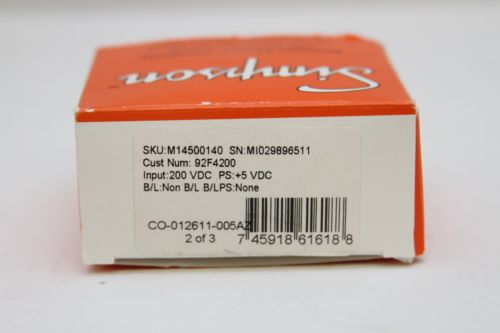 Simpson
SKU:M14500140 SN:MI029896511
Cust Num: 92F4200
Input:200 VDC PS:+5 VDC
B/L:Non B/L B/LPS:None
CO-012611-005AZ
2 of 3
7 45918 61618 8